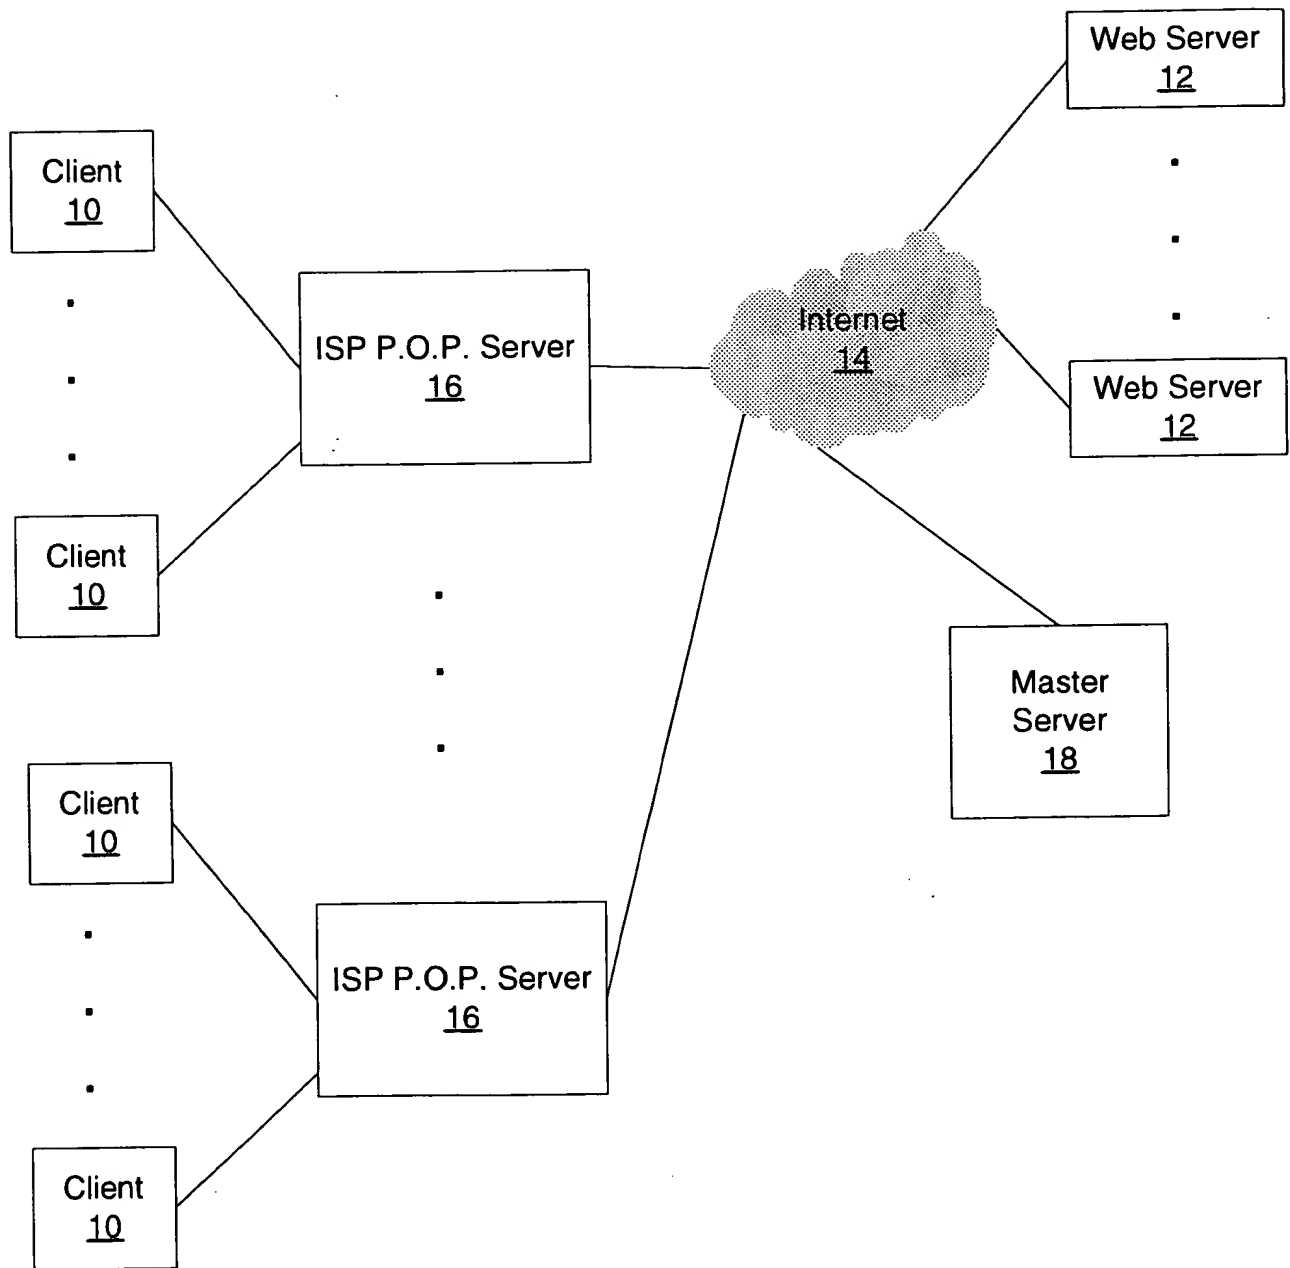 Web Server
12
Client
10
ISP P.O.P. Server
16
Internet
14
Web Server
12
Client
10
Master
Server
18
Client
10
ISP P.O.P. Server
16
Client
10